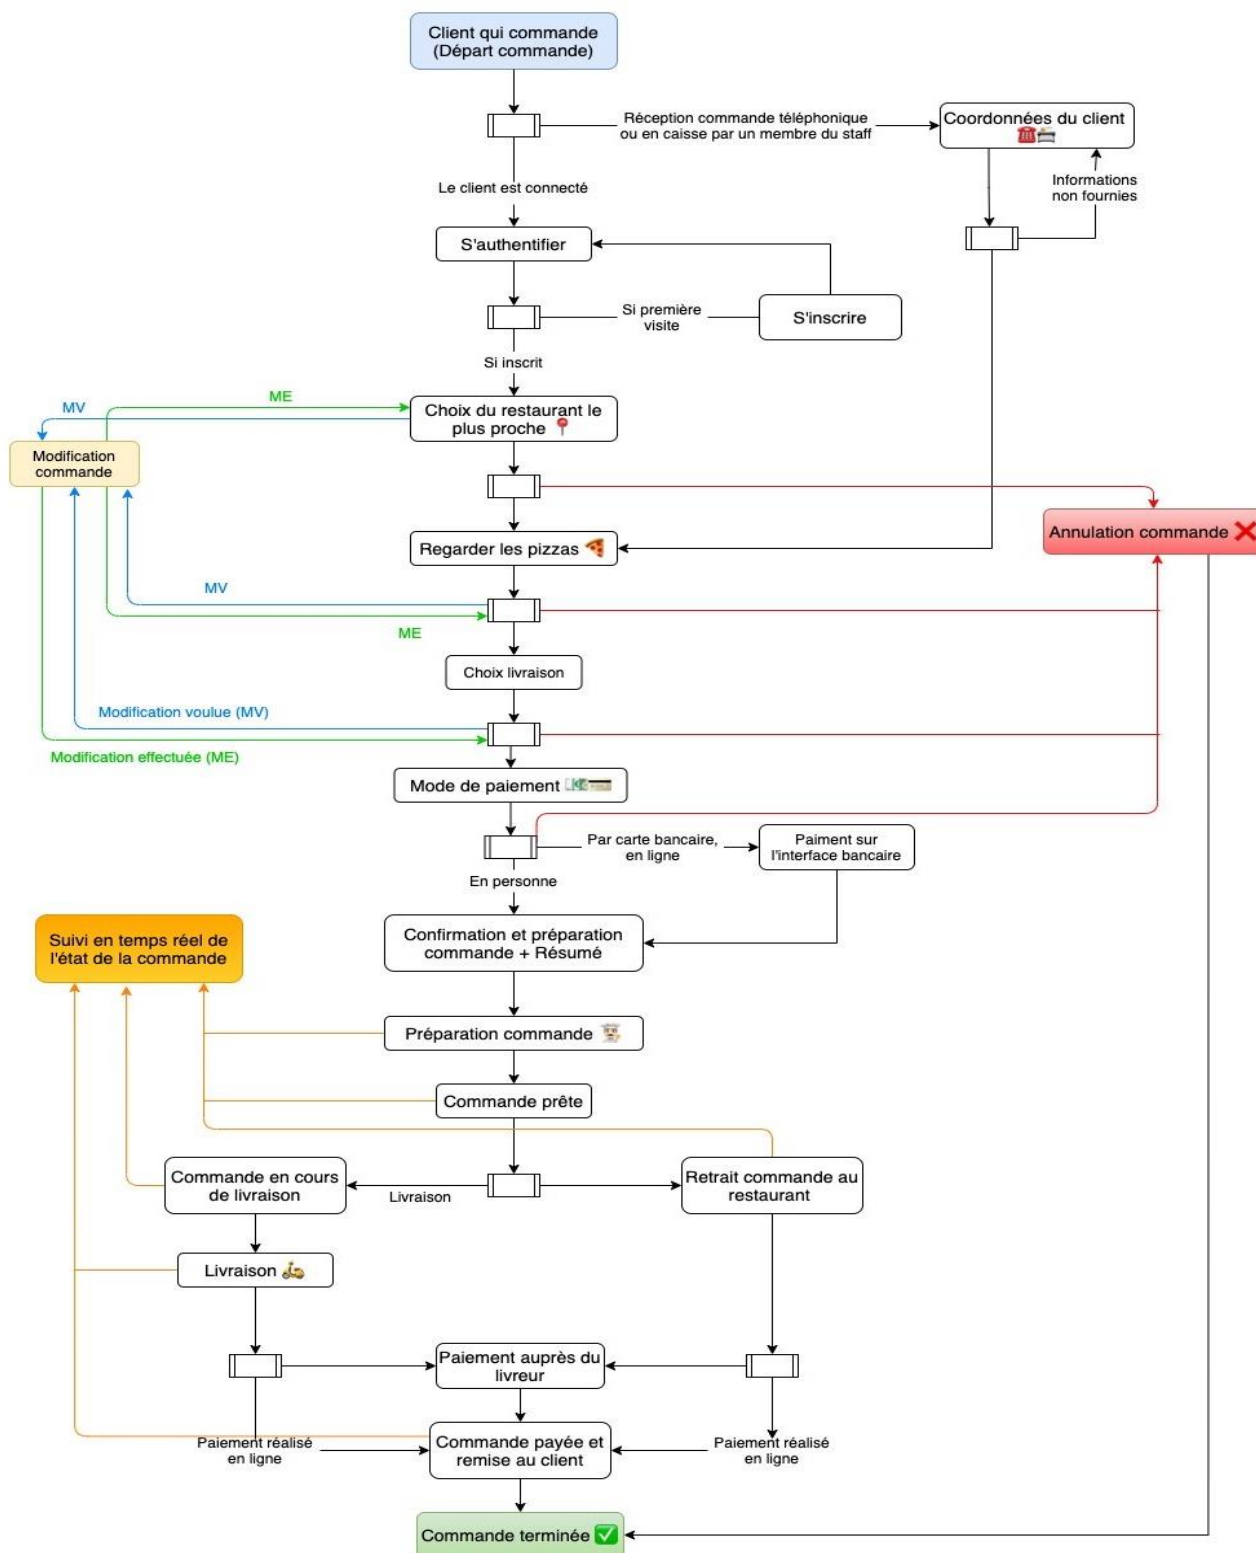 Client qui commande
(Départ commande)
Réception commande téléphonique
ou en caisse par un membre du staff
Coordonnées du client
Informations
non fournies
Le client est connecté
S'authentifier
Si première
visite
S'inscrire
Si inscrit
ME
MV
Choix du restaurant le
plus proche
Modification
commande
Annulation commande
Regarder les pizzas
MV
ME
Choix livraison
Modification voulue (MV)
Modification effectuée (ME)
Mode de paiement
Par carte bancaire,
en ligne
Paiment sur
l'interface bancaire
En personne
Suivi en temps réel de
l'état de la commande
Confirmation et préparation
commande + Résumé
Préparation commande
Commande prête
Commande en cours
de livraison
Livraison
Retrait commande au
restaurant
Livraison
Paiement auprès du
livreur
Paiement réalisé
en ligne
Commande payée et
remise au client
Paiement réalisé
en ligne
Commande terminée